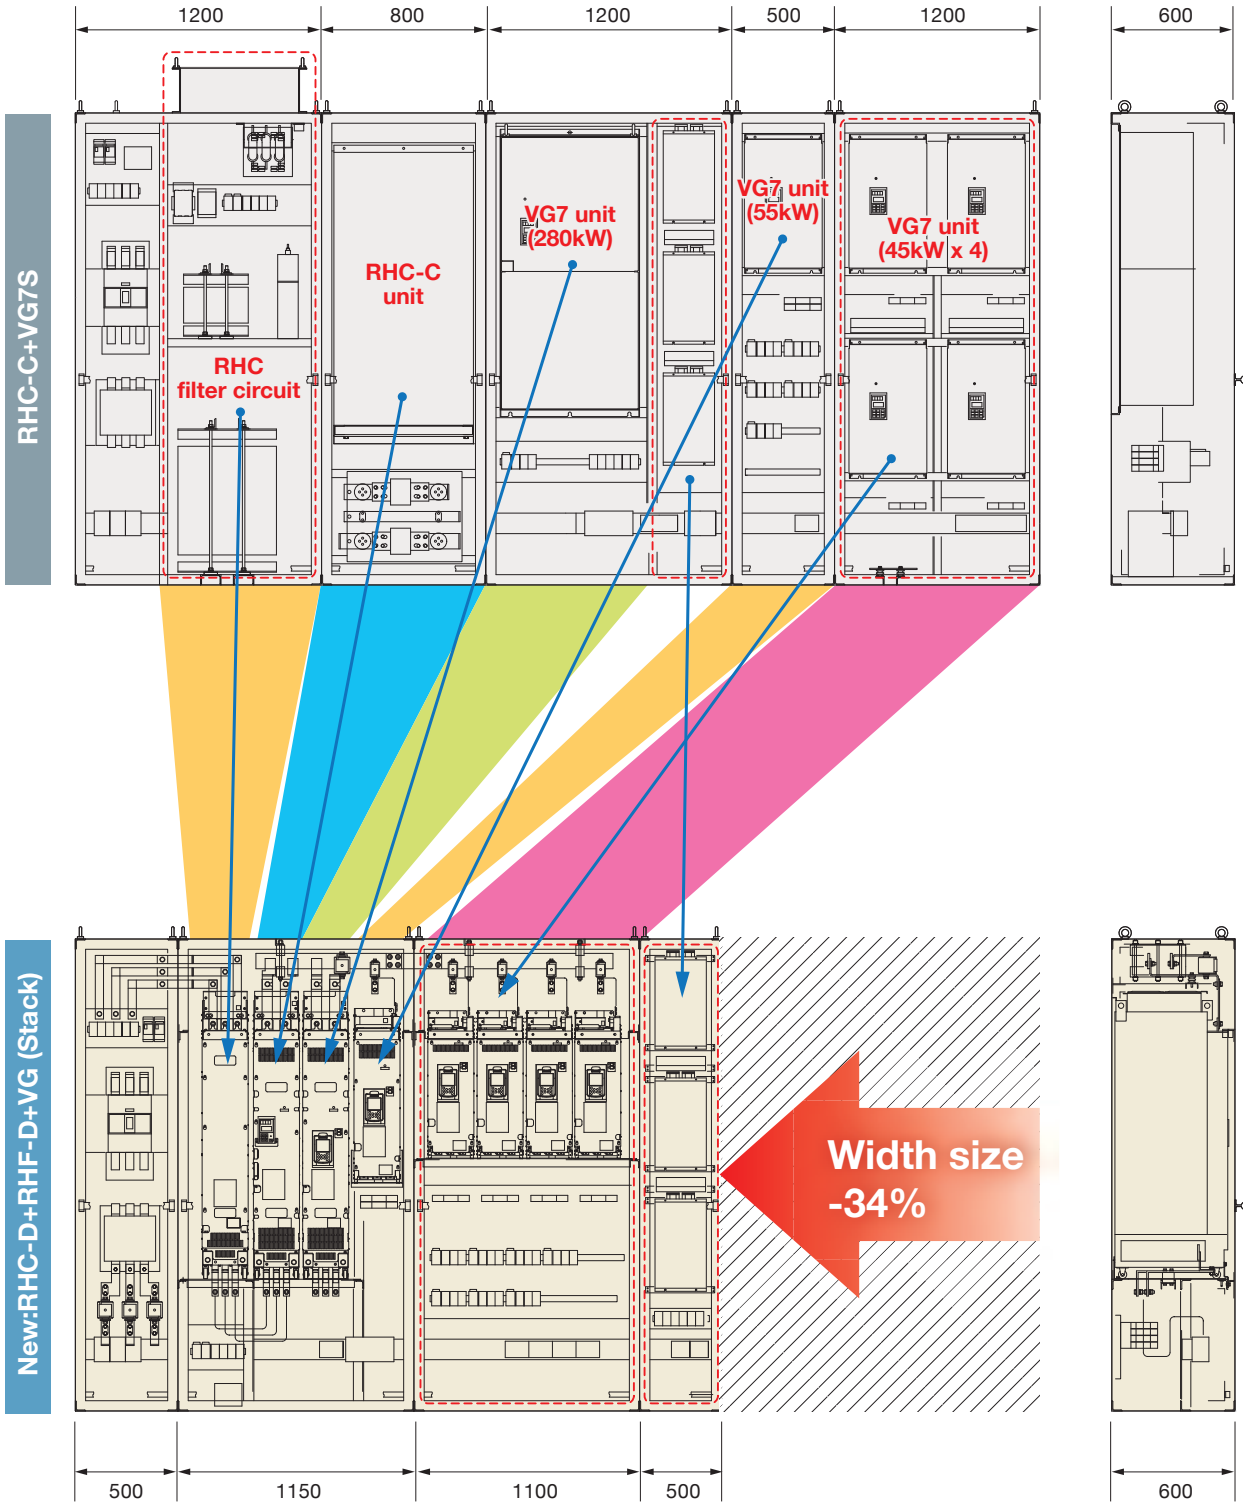 1200
800
1200
500
1200
600
RHC-C+VG7S
VG7 unit
(280kW)
VG7 unit
(55kW)
VG7 unit
(45kW x 4)
RHC-C
unit
RHC
filter circuit
New:RHC-D+RHF-D+VG (Stack)
Width size
-34%
500
1150
1100
500
600